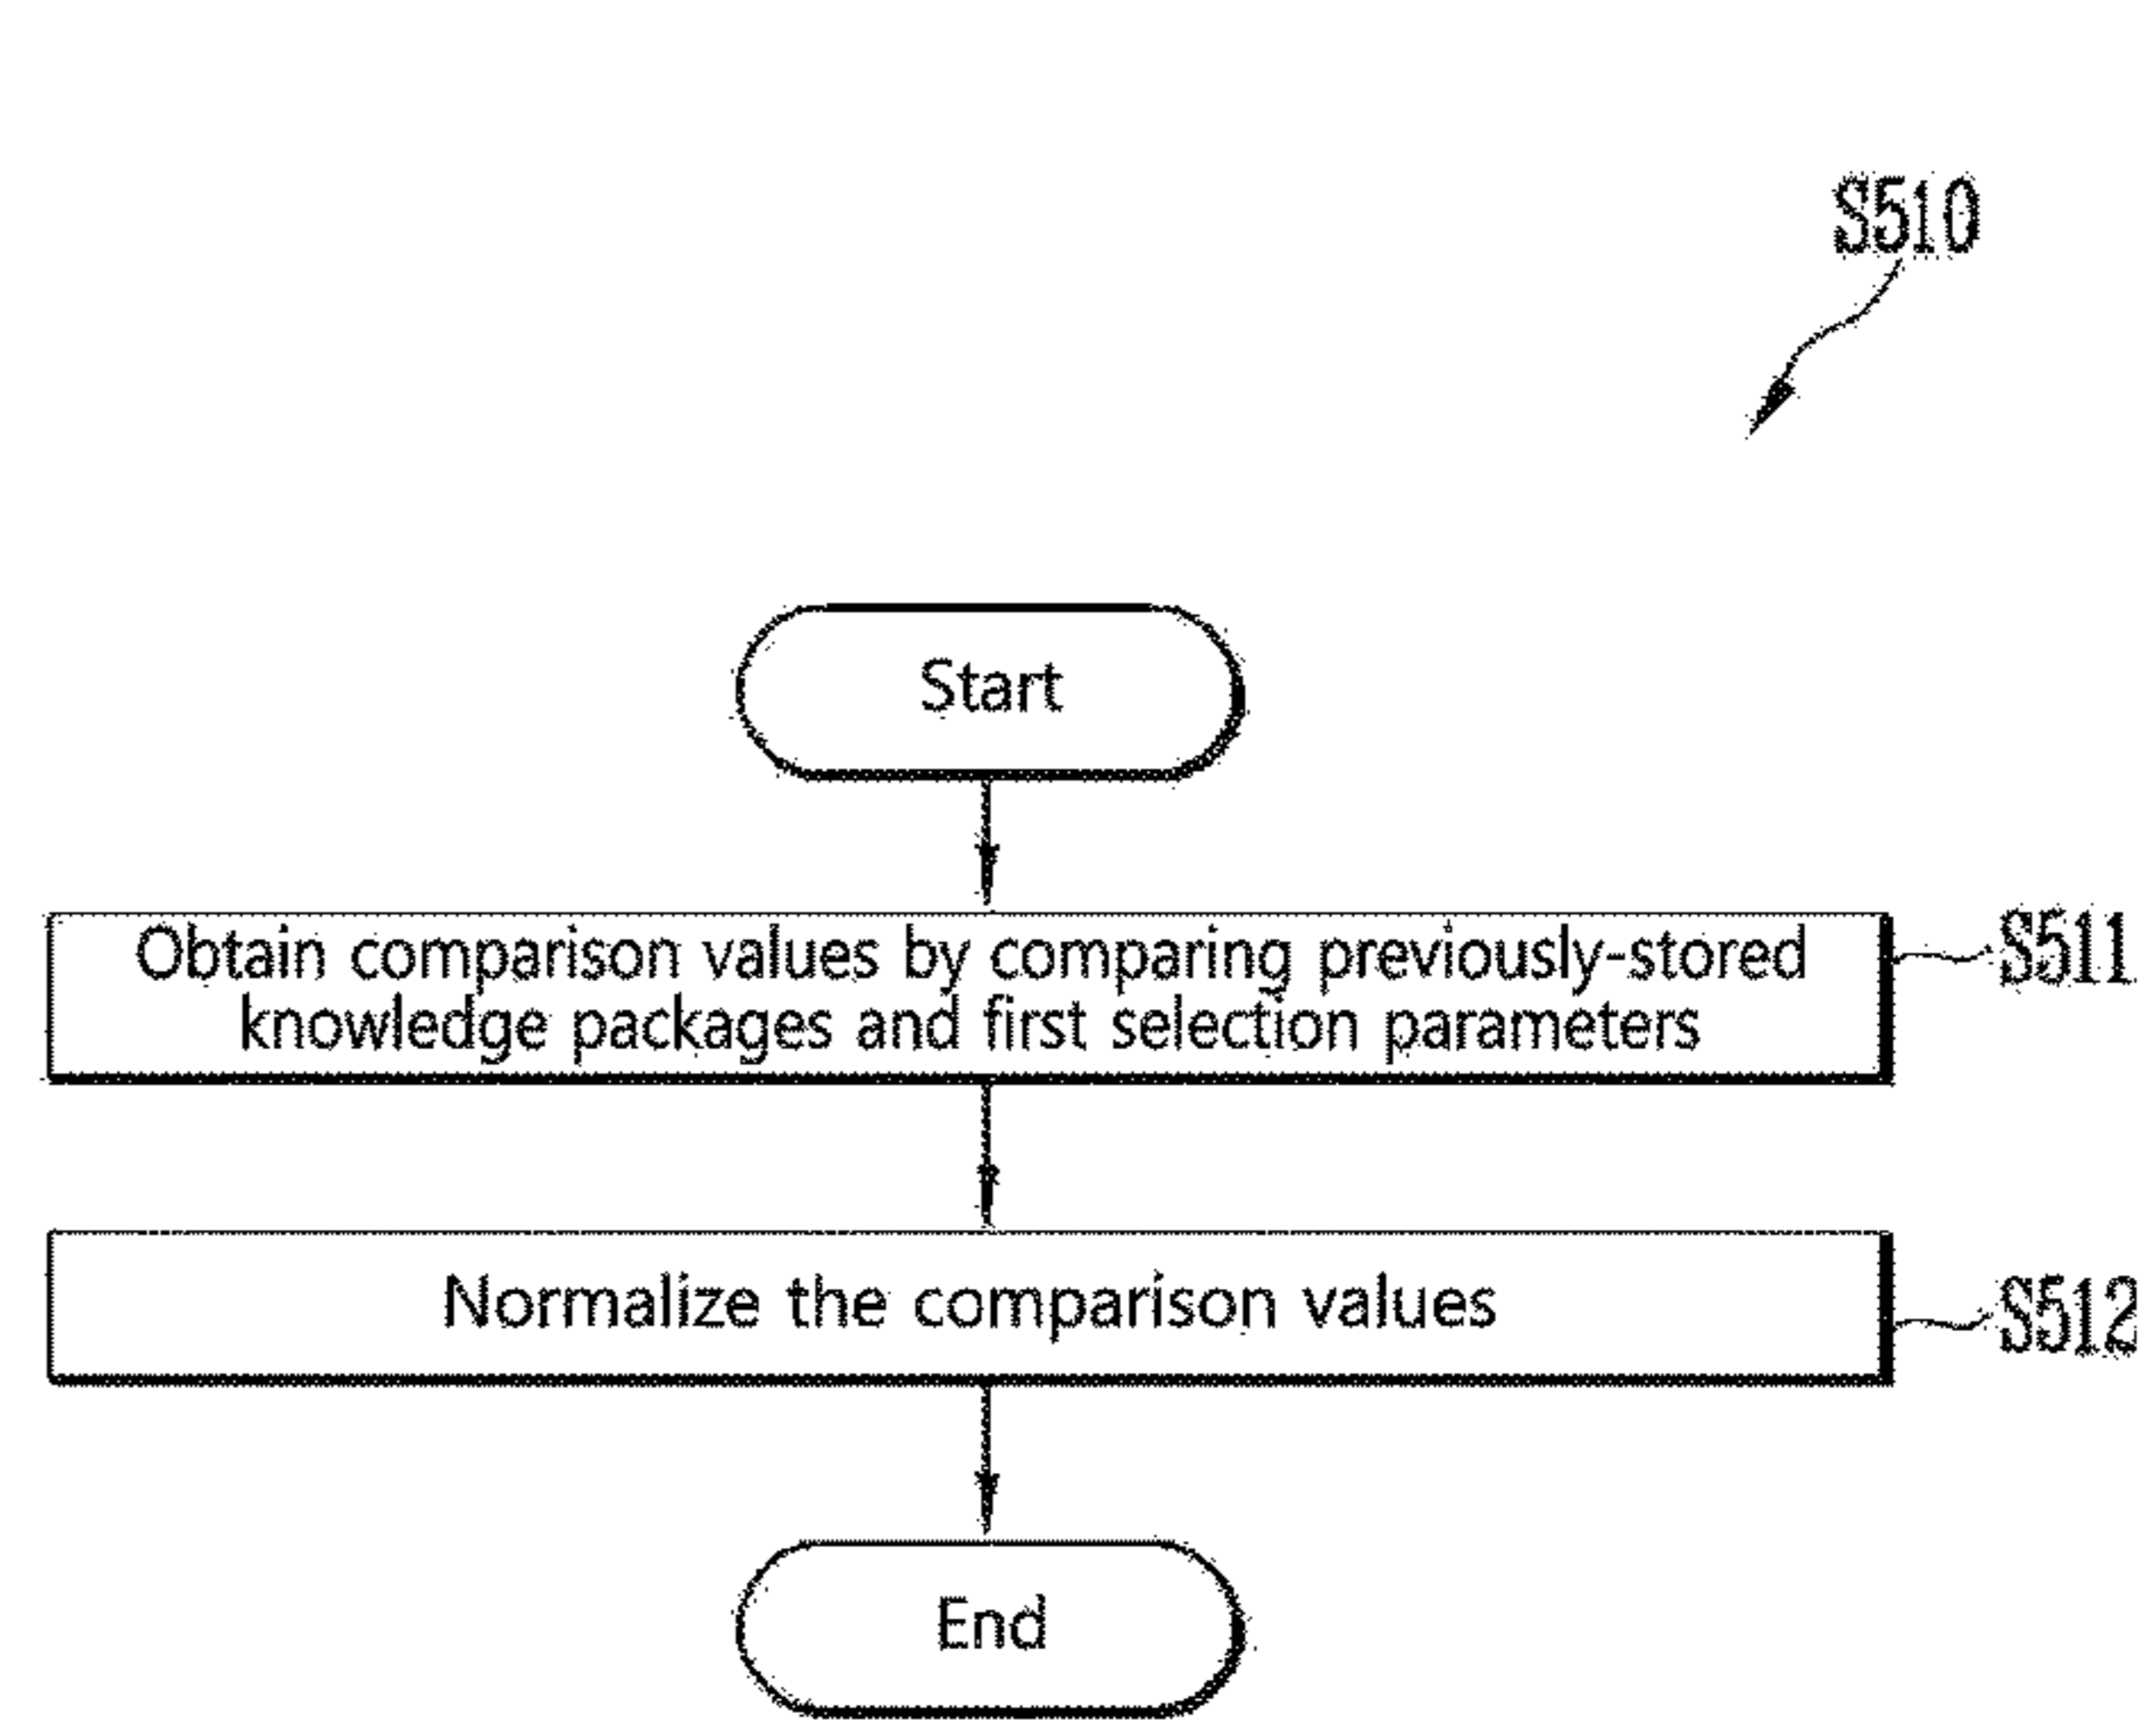 S510
Start
Obtain comparison values by comparing previously-stored
knowledge packages and first selection parameters
S511
Normalize the comparison values
S512
End